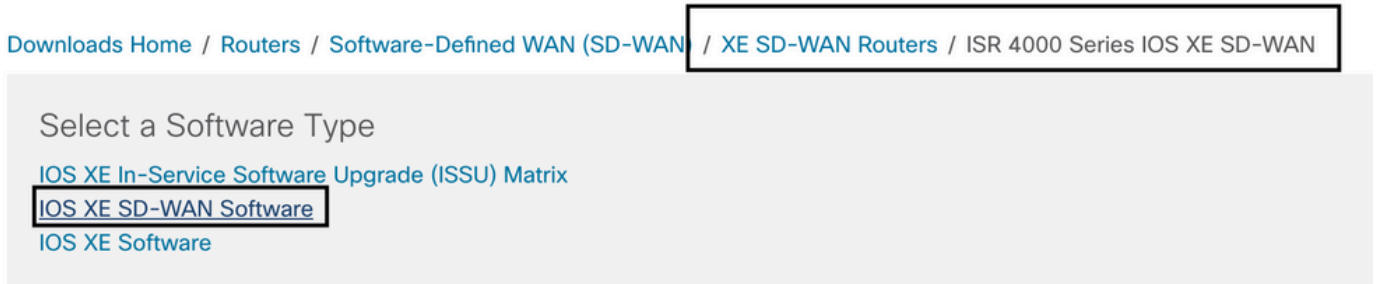 Downloads Home / Routers / Software-Defined WAN (SD-WAN) / XE SD-WAN Routers / ISR 4000 Series IOS XE SD-WAN
Select a Software Type
IOS XE In-Service Software Upgrade (ISSU) Matrix
IOS XE SD-WAN Software
IOS XE Software